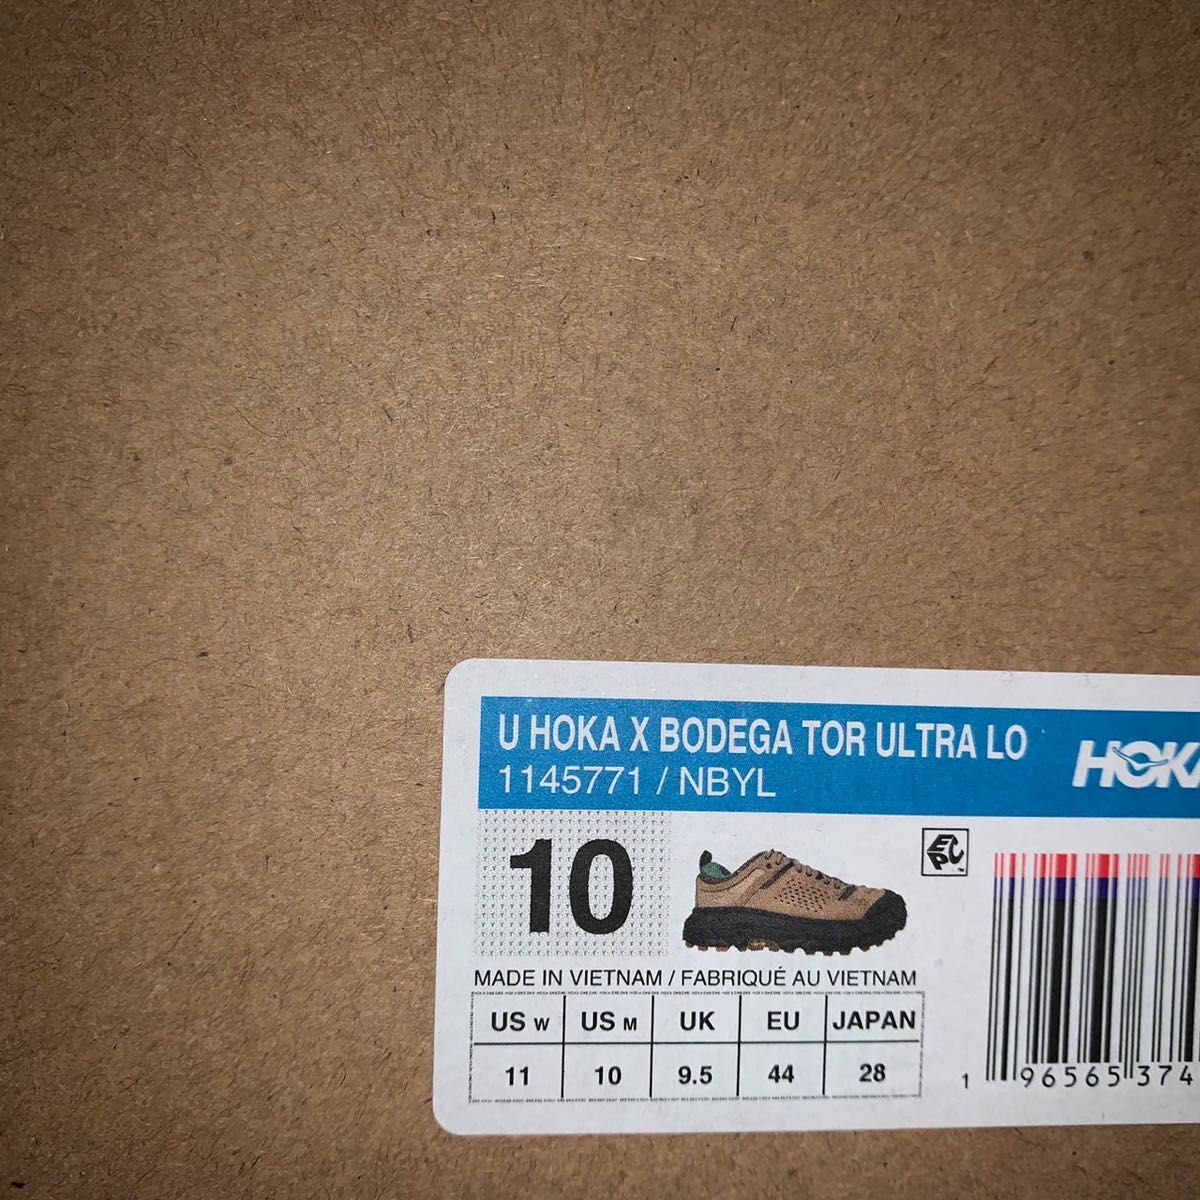 U HOKA X BODEGA TOR ULTRA LO
1145771 / NBYL
10
EPC
MADE IN VIETNAM / FABRIQUÉ AU VIETNAM
US W US M UK EU JAPAN
11 10 9.5 44 28
1 96565 374